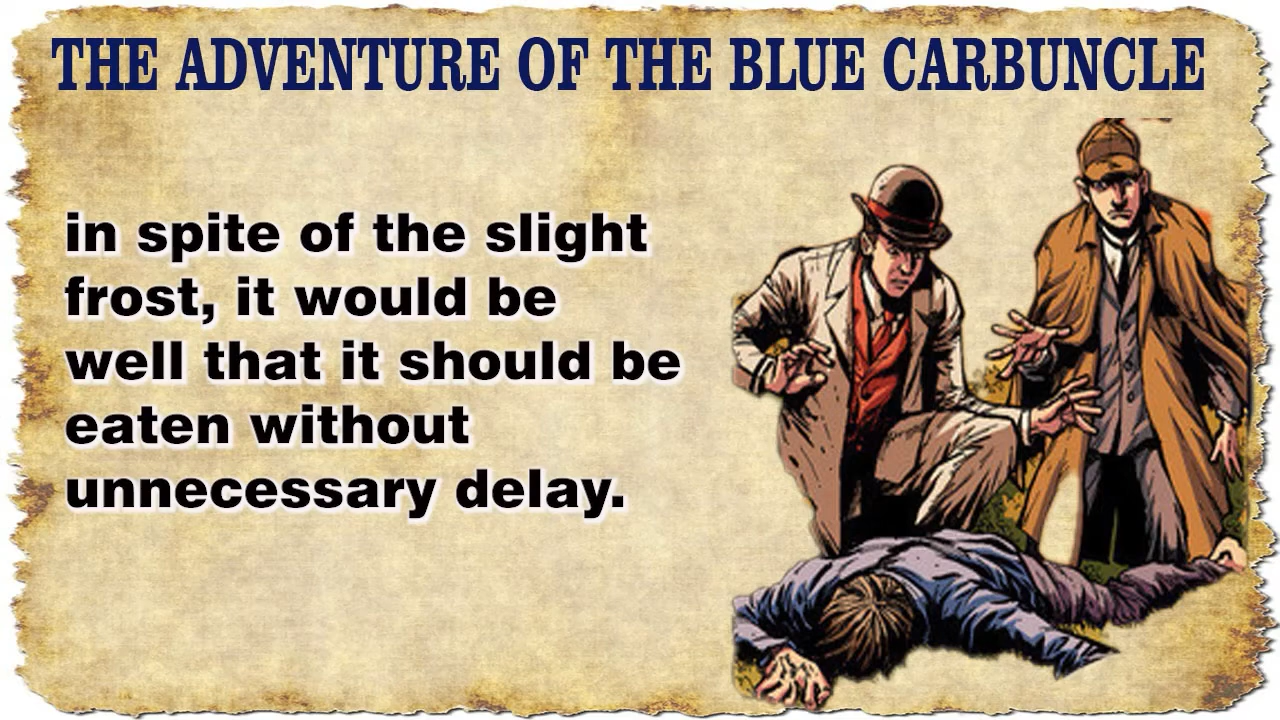 THE ADVENTURE OF THE BLUE CARBUNCLE
in spite of the slight
frost, it would be
well that it should be
eaten without
unnecessary delay.